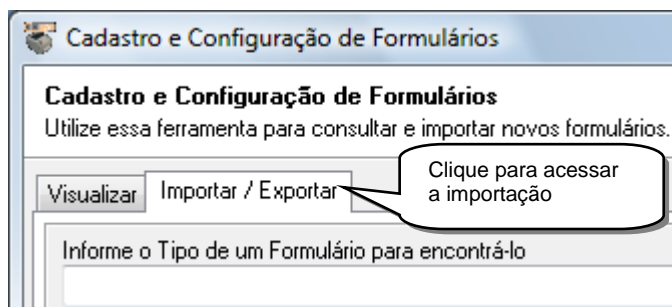 Cadastro e Configuração de Formulários
Cadastro e Configuração de Formulários
Utilize essa ferramenta para consultar e importar novos formulários.
Visualizar
Importar / Exportar
Clique para acessar
a importação
Informe o Tipo de um Formulário para encontrá-lo